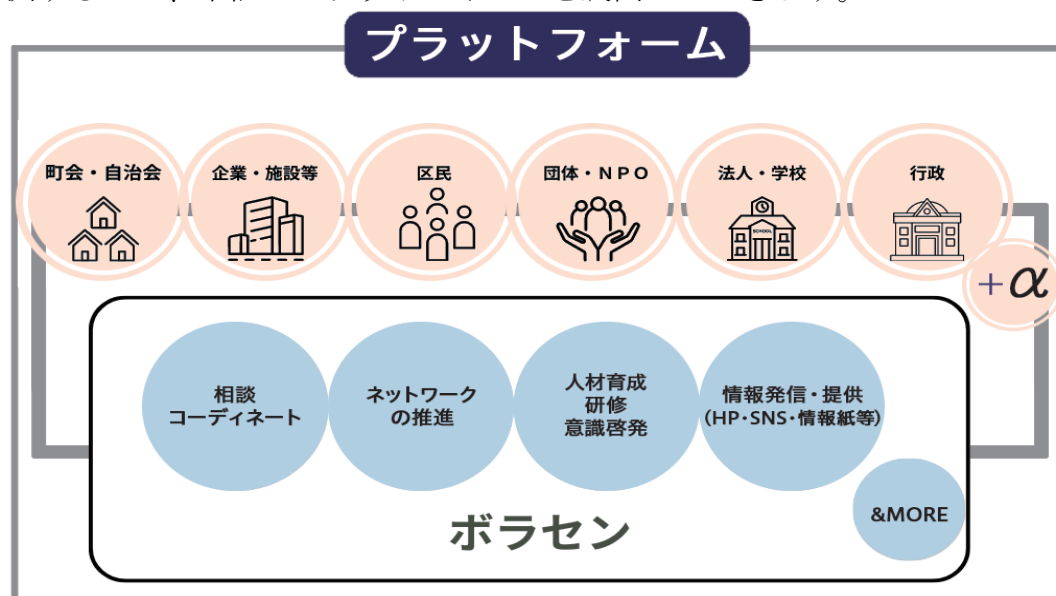 プラットフォーム
町会・自治会
企業・施設等
区民
団体・NPO
法人・学校
行政
SCHOOL
+α
相談
コーディネート
ネットワーク
の推進
人材育成
研修
意識啓発
情報発信・提供
(HP・SNS・情報紙等)
&MORE
ボラセン